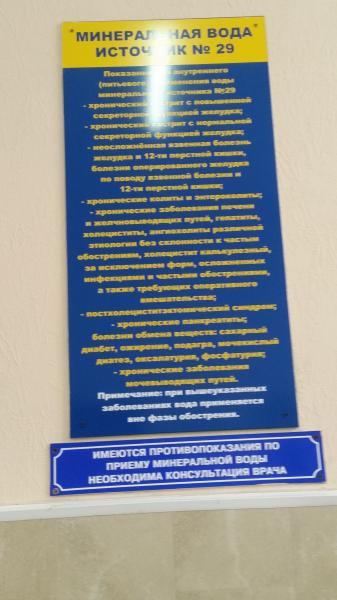 "МИНЕРАЛЬНАЯ ВОДА"
ИСТОЧНИК № 29
Показания для внутреннего
(питьевого) применения воды
минерального источника №29
- хронический гастрит с повышенной
секреторной функцией желудка;
- хронический гастрит с нормальной
секреторной функцией желудка;
- неосложнённая язвенная болезнь
желудка и 12-ти перстной кишки,
болезни оперированного желудка
по поводу язвенной болезни и
12-ти перстной кишки;
- хронические колиты и энтероколиты;
- хронические заболевания печени
и желчновыводящих путей, гепатиты,
холециститы, ангиохолиты различной
этиологии без склонности к частым
обострениям, холецистит калькулезный,
за исключением форм, осложненных
инфекциями и частыми обострениями,
а также требующих оперативного
вмешательства;
- постхолециститэктомический синдром;
- хронические панкреатиты;
болезни обмена веществ: сахарный
диабет, ожирение, подагра, мочекислый
диатез, оксалатурия, фосфатурия;
- хронические заболевания
мочевыводящих путей.
Примечание: при вышеуказанных
заболеваниях вода применяется
вне фазы обострения.
ИМЕЮТСЯ ПРОТИВОПОКАЗАНИЯ ПО
ПРИЕМУ МИНЕРАЛЬНОЙ ВОДЫ
НЕОБХОДИМА КОНСУЛЬТАЦИЯ ВРАЧА